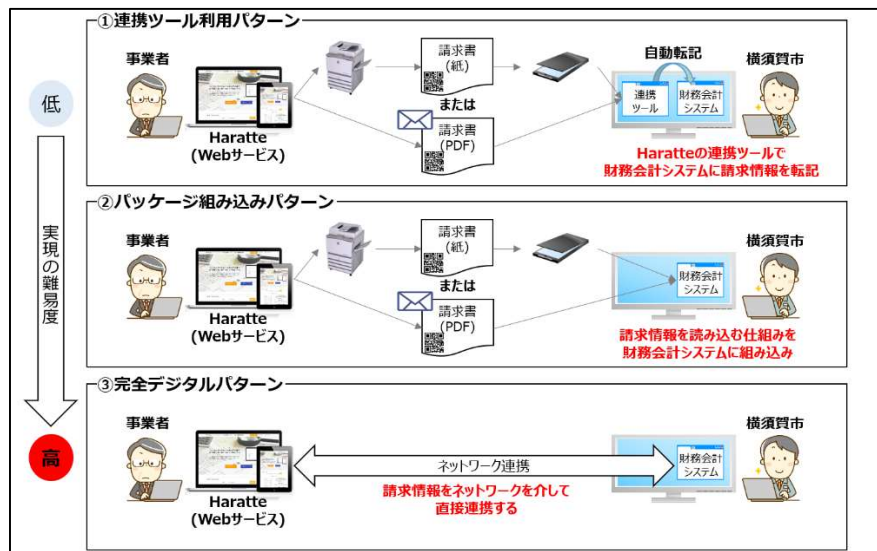 ①連携ツール利用パターン
事業者
Haratte
(Webサービス)
請求書
(紙)
または
請求書
(PDF)
自動転記
連携
ツール
財務会計
システム
横須賀市
Haratteの連携ツールで
財務会計システムに請求情報を転記
低
実現の難易度
高
②パッケージ組み込みパターン
事業者
Haratte
(Webサービス)
請求書
(紙)
または
請求書
(PDF)
財務会計
システム
横須賀市
請求情報を読み込む仕組みを
財務会計システムに組み込み
③完全デジタルパターン
事業者
Haratte
(Webサービス)
ネットワーク連携
請求情報をネットワークを介して
直接連携する
財務会計
システム
横須賀市